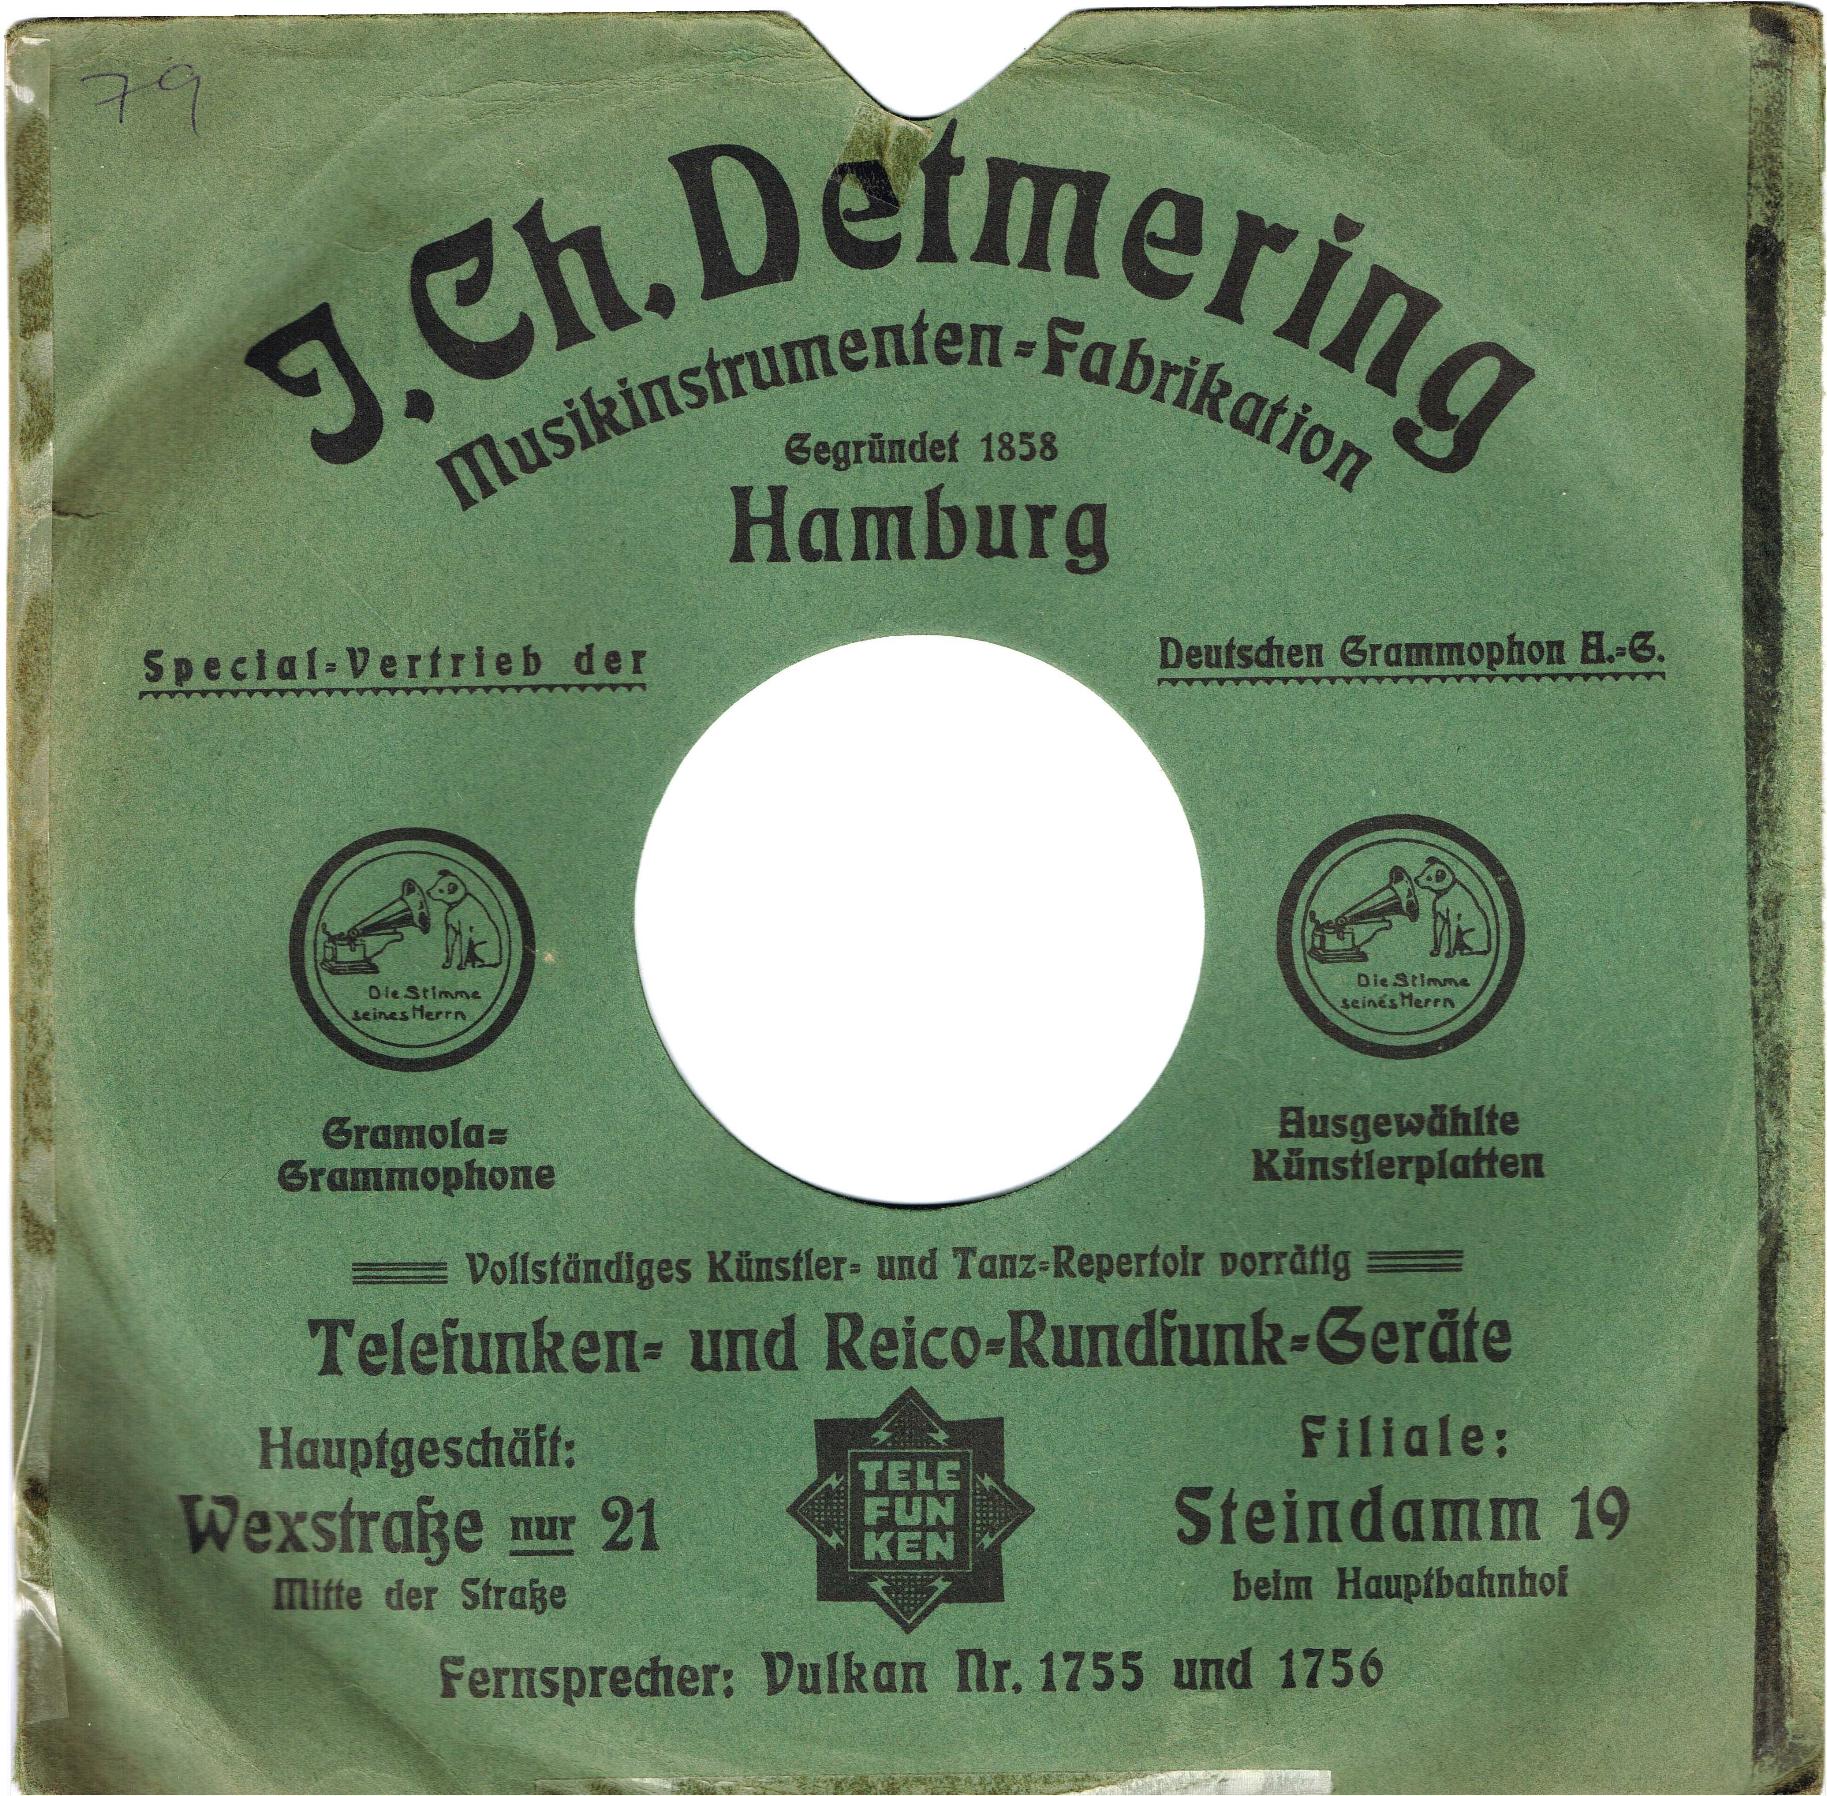 79
J. Ch. Detmering
Musikinstrumenten-Fabrikation
Gegründet 1858
Hamburg
Special-Vertrieb der Deutschen Grammophon A.-G.
Die Stimme
seines Herrn
Die Stimme
seines Herrn
Gramola-
Grammophone
Ausgewählte
Künstlerplatten
Vollständiges Künstler- und Tanz-Repertoir vorrätig
Telefunken- und Reico-Rundfunk-Geräte
Hauptgeschäft:
Wexstraße nur 21
Mitte der Straße
TELE
FUN
KEN
Filiale:
Steindamm 19
beim Hauptbahnhof
Fernsprecher: Vulkan Nr. 1755 und 1756